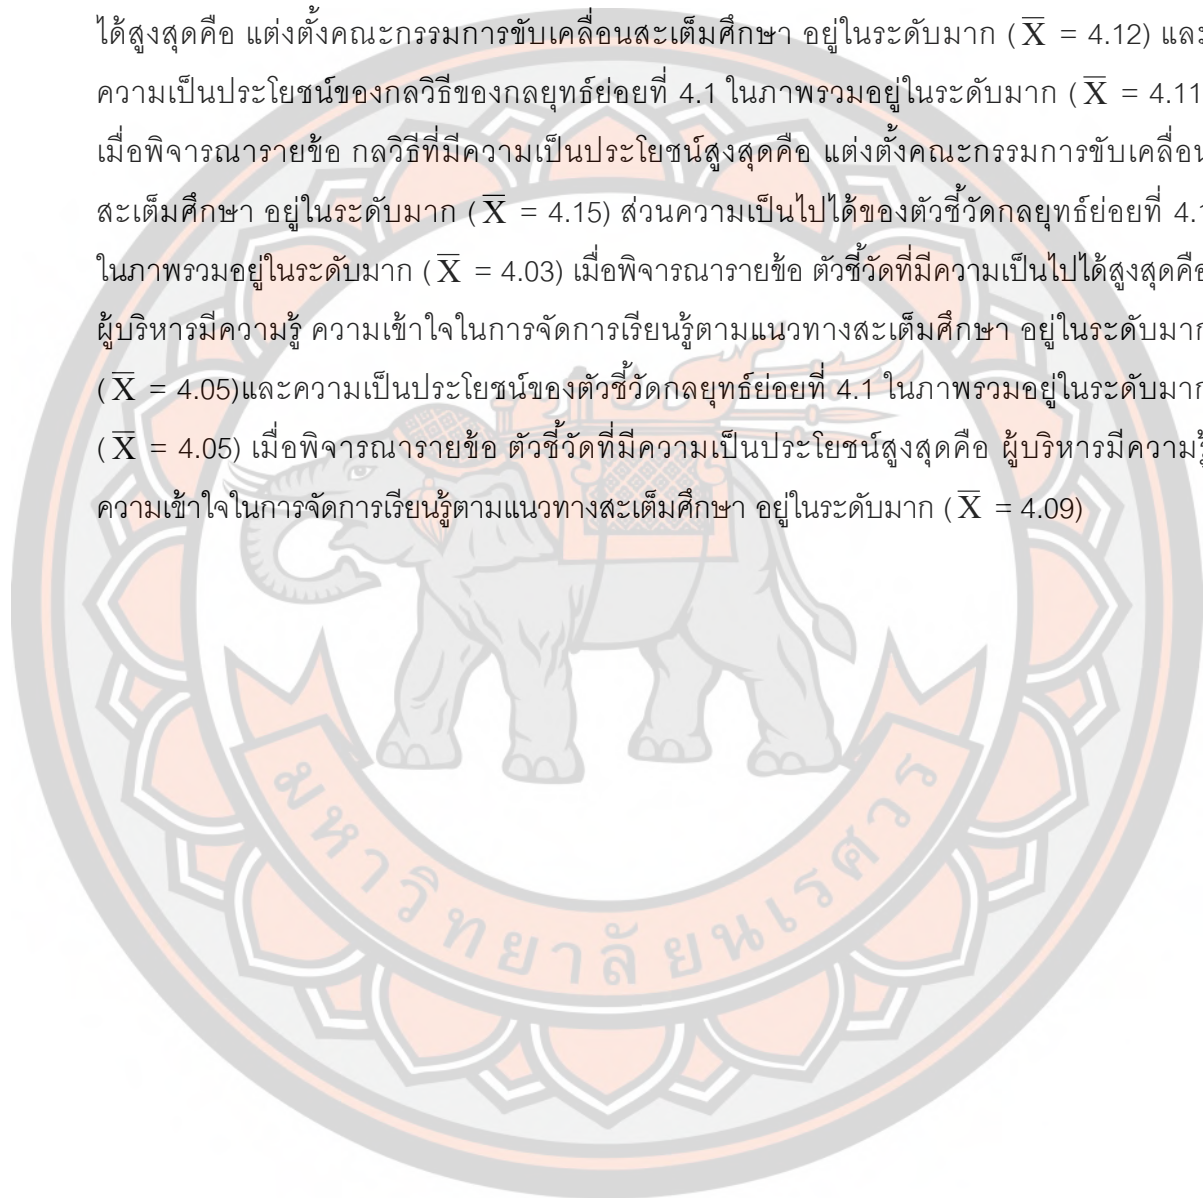 ได้สูงสุดคือ แต่งตั้งคณะกรรมการขับเคลื่อนสะเต็มศึกษา อยู่ในระดับมาก ( X̅ = 4.12) และ
ความเป็นประโยชน์ของกลวิธีของกลยุทธ์ย่อยที่ 4.1 ในภาพรวมอยู่ในระดับมาก ( X̅ = 4.11
เมื่อพิจารณารายข้อ กลวิธีที่มีความเป็นประโยชน์สูงสุดคือ แต่งตั้งคณะกรรมการขับเคลื่อน
สะเต็มศึกษา อยู่ในระดับมาก ( X̅ = 4.15) ส่วนความเป็นไปได้ของตัวชี้วัดกลยุทธ์ย่อยที่ 4.1
ในภาพรวมอยู่ในระดับมาก ( X̅ = 4.03) เมื่อพิจารณารายข้อ ตัวชี้วัดที่มีความเป็นไปได้สูงสุดคือ
ผู้บริหารมีความรู้ ความเข้าใจในการจัดการเรียนรู้ตามแนวทางสะเต็มศึกษา อยู่ในระดับมาก
( X̅ = 4.05)และความเป็นประโยชน์ของตัวชี้วัดกลยุทธ์ย่อยที่ 4.1 ในภาพรวมอยู่ในระดับมาก
( X̅ = 4.05) เมื่อพิจารณารายข้อ ตัวชี้วัดที่มีความเป็นประโยชน์สูงสุดคือ ผู้บริหารมีความรู้
ความเข้าใจในการจัดการเรียนรู้ตามแนวทางสะเต็มศึกษา อยู่ในระดับมาก ( X̅ = 4.09)
มหาวิทยาลัยนเรศวร